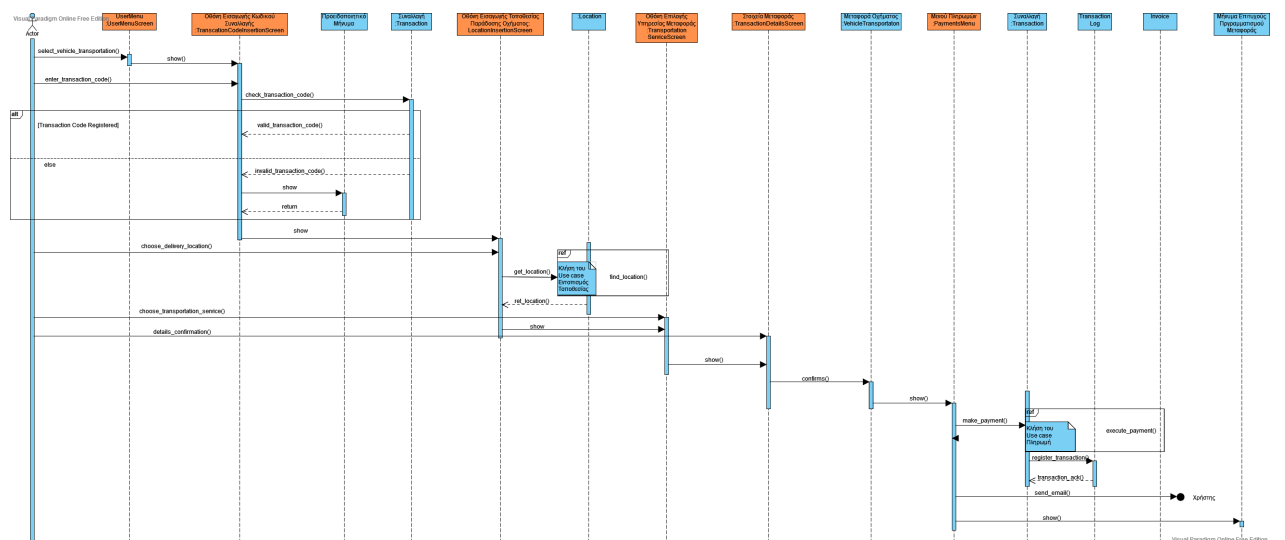 Visual Paradigm Online Free Edition
Actor
UserMenu
:UserMenuScreen
Οθόνη Εισαγωγής Κωδικού
Συναλλαγής
:TranscationCodeInsertionScreen
Προειδοποιητικό
Μήνυμα
Συναλλαγή
:Transaction
Οθόνη Εισαγωγής Τοποθεσίας
Παράδοσης Οχήματος:
LocationInsertionScreen
:Location
Οθόνη Επιλογής
Υπηρεσίας Μεταφοράς
:Transportation
ServiceScreen
Στοιχεία Μεταφοράς
:TransactionDetailsScreen
Μεταφορά Οχήματος
:VehicleTransportation
Μενού Πληρωμών
:PaymentsMenu
Συναλλαγή
:Transaction
Transaction
Log
Invoice
Μήνυμα Επιτυχούς
Προγραμματισμού
Μεταφοράς
select_vehicle_transportation()
show()
enter_transaction_code()
check_transaction_code()
alt
[Transaction Code Registered]
valid_transaction_code()
else
invalid_transaction_code()
show
return
show
choose_delivery_location()
ref
get_location()
Κλήση του
Use case
Εντοπισμός
Τοποθεσίας
find_location()
ret_location()
choose_transportation_service()
show
details_confirmation()
show()
confirms()
show()
ref
make_payment()
Κλήση του
Use case
Πληρωμή
execute_payment()
register_transaction()
transaction_ack()
send_email()
Χρήστης
show()
Visual Paradigm Online Free Edition